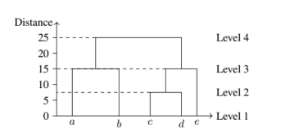 Distance
25 Level 4
20
15 Level 3
10
5 Level 2
0 Level 1
a b c d e